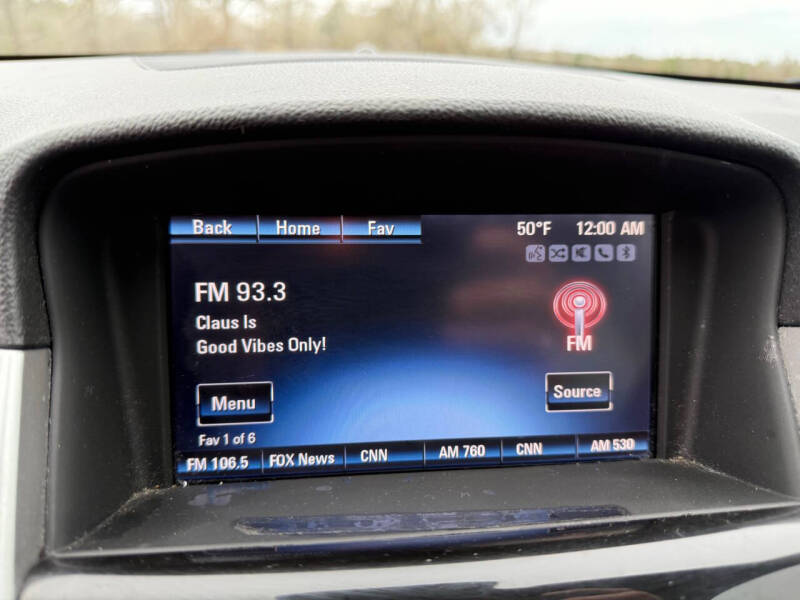 Back Home Fav 50°F 12:00 AM
FM 93.3
Claus Is
Good Vibes Only!
FM
Menu
Source
Fav 1 of 6
FM 106.5 FOX News CNN AM 760 CNN AM 530